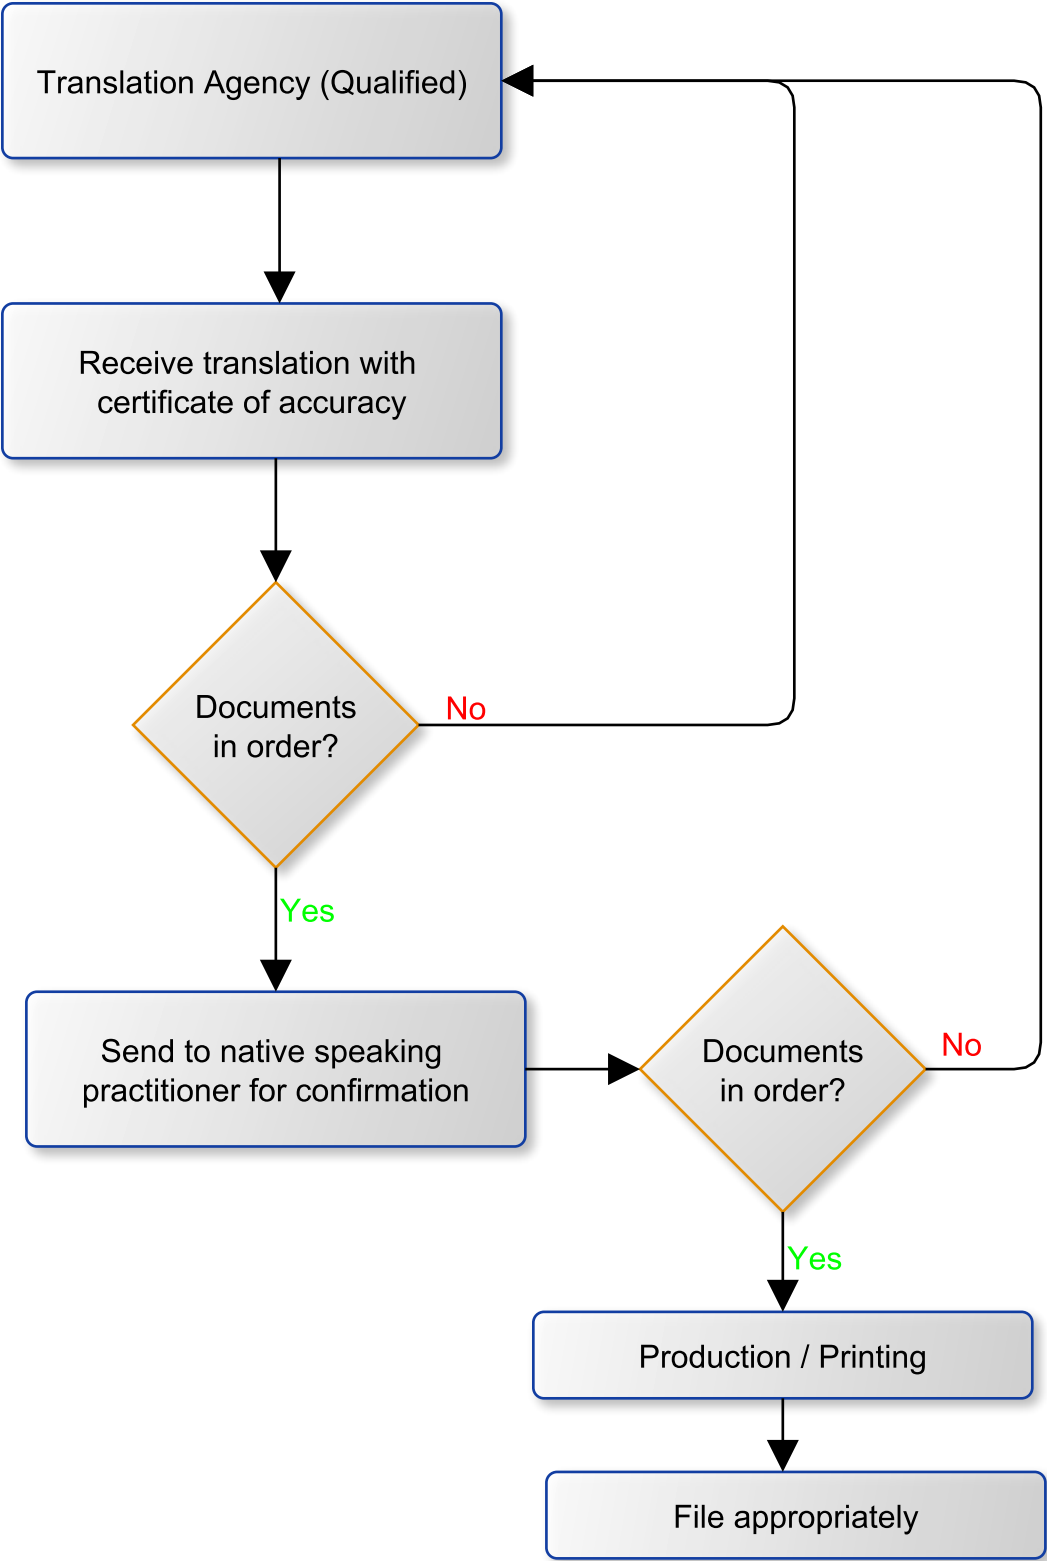 Translation Agency (Qualified)
Receive translation with
certificate of accuracy
Documents
in order?
No
Yes
Send to native speaking
practitioner for confirmation
Documents
in order?
No
Yes
Production / Printing
File appropriately